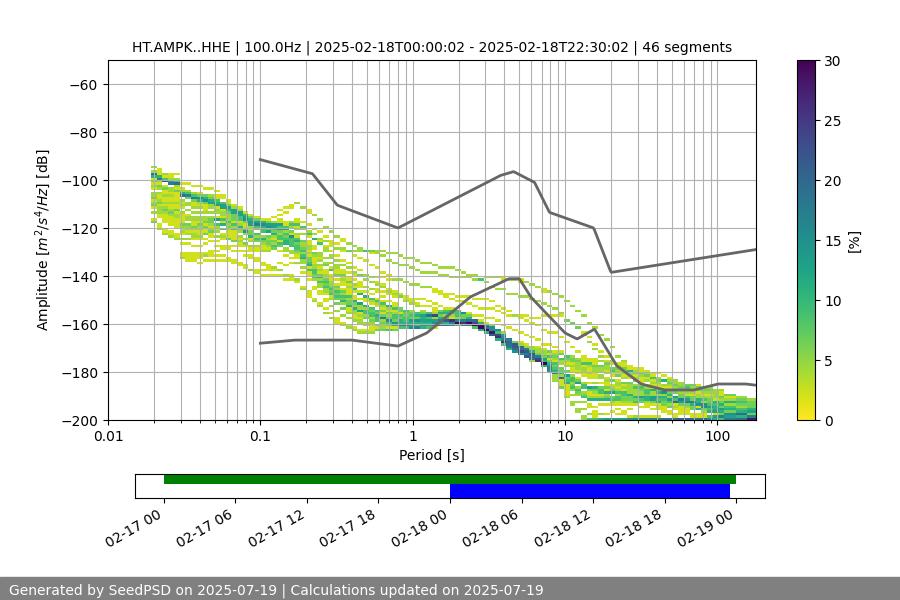 HT.AMPK..HHE | 100.0Hz | 2025-02-18T00:00:02 - 2025-02-18T22:30:02 | 46 segments
−60
−80
−100
−120
−140
−160
−180
−200
Amplitude [m²/s⁴/Hz] [dB]
0.01 0.1 1 10 100
Period [s]
30
25
20
15
10
5
0
[%]
02-17 00 02-17 06 02-17 12 02-17 18 02-18 00 02-18 06 02-18 12 02-18 18 02-19 00
Generated by SeedPSD on 2025-07-19 | Calculations updated on 2025-07-19